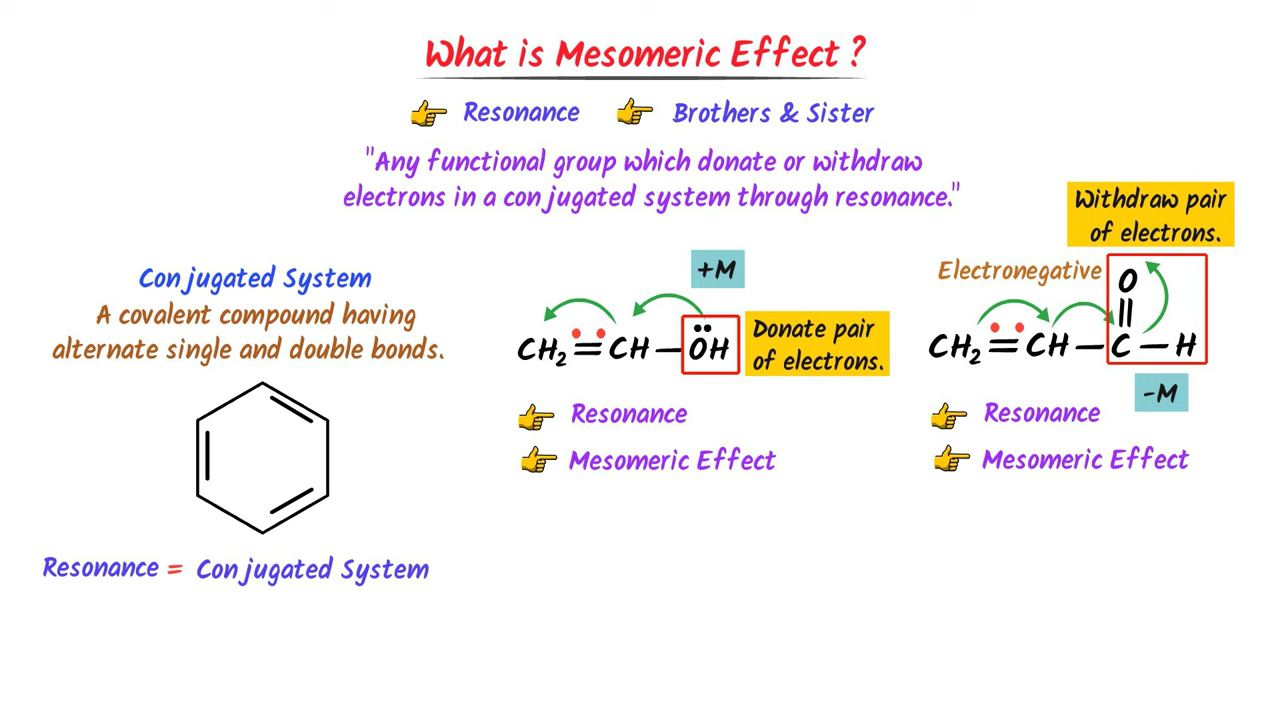 What is Mesomeric Effect ?
Resonance
Brothers & Sister
"Any functional group which donate or withdraw
electrons in a conjugated system through resonance."
Conjugated System
A covalent compound having
alternate single and double bonds.
Resonance = Conjugated System
+M
CH₂ = CH — ÖH
Donate pair
of electrons.
Resonance
Mesomeric Effect
Withdraw pair
of electrons.
Electronegative
O
||
CH₂ = CH — C — H
-M
Resonance
Mesomeric Effect